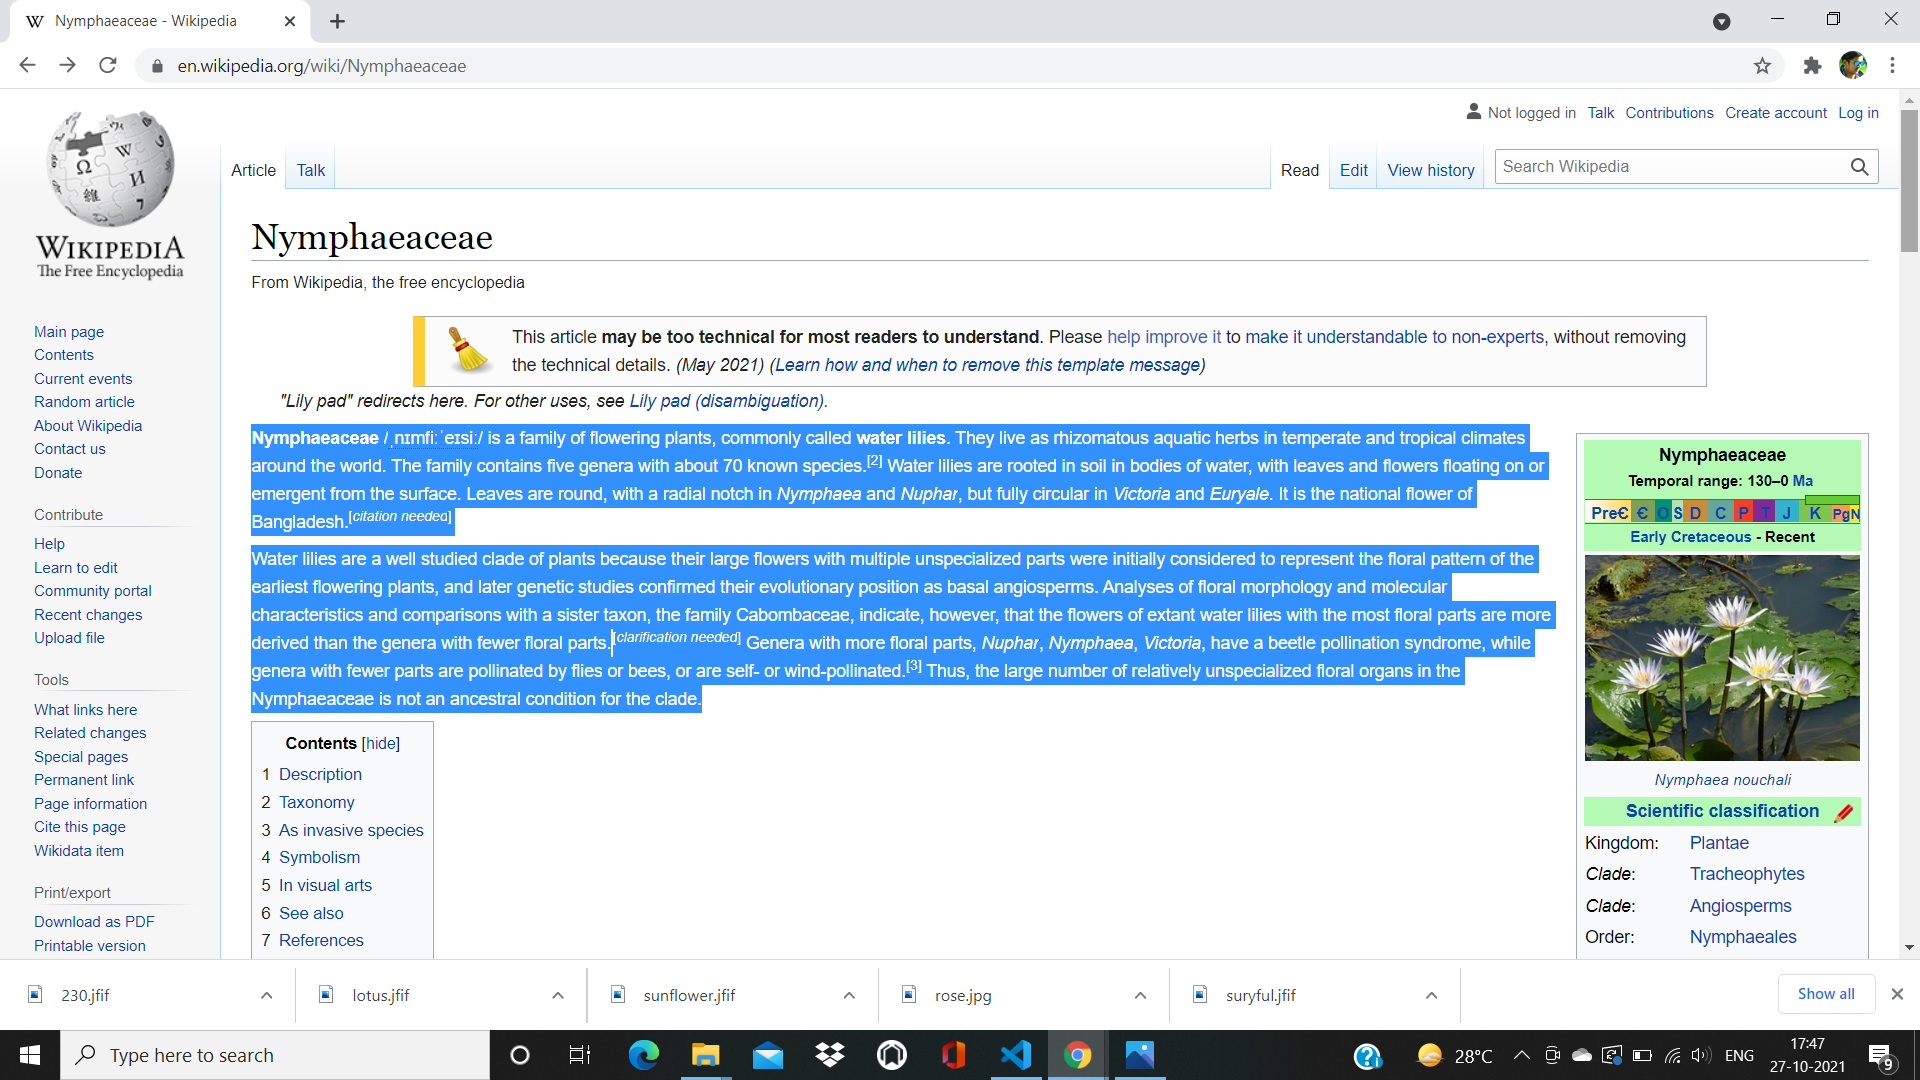 Nymphaeaceae - Wikipedia
en.wikipedia.org/wiki/Nymphaeaceae
Not logged in Talk Contributions Create account Log in
Article Talk Read Edit View history Search Wikipedia
WIKIPEDIA
The Free Encyclopedia
Main page
Contents
Current events
Random article
About Wikipedia
Contact us
Donate
Contribute
Help
Learn to edit
Community portal
Recent changes
Upload file
Tools
What links here
Related changes
Special pages
Permanent link
Page information
Cite this page
Wikidata item
Print/export
Download as PDF
Printable version
Nymphaeaceae
From Wikipedia, the free encyclopedia
This article may be too technical for most readers to understand. Please help improve it to make it understandable to non-experts, without removing
the technical details. (May 2021) (Learn how and when to remove this template message)
"Lily pad" redirects here. For other uses, see Lily pad (disambiguation).
Nymphaeaceae /ˌnɪmfiːˈeɪsiː/ is a family of flowering plants, commonly called water lilies. They live as rhizomatous aquatic herbs in temperate and tropical climates
around the world. The family contains five genera with about 70 known species.[2] Water lilies are rooted in soil in bodies of water, with leaves and flowers floating on or
emergent from the surface. Leaves are round, with a radial notch in Nymphaea and Nuphar, but fully circular in Victoria and Euryale. It is the national flower of
Bangladesh.[citation needed]
Water lilies are a well studied clade of plants because their large flowers with multiple unspecialized parts were initially considered to represent the floral pattern of the
earliest flowering plants, and later genetic studies confirmed their evolutionary position as basal angiosperms. Analyses of floral morphology and molecular
characteristics and comparisons with a sister taxon, the family Cabombaceae, indicate, however, that the flowers of extant water lilies with the most floral parts are more
derived than the genera with fewer floral parts.[clarification needed] Genera with more floral parts, Nuphar, Nymphaea, Victoria, have a beetle pollination syndrome, while
genera with fewer parts are pollinated by flies or bees, or are self- or wind-pollinated.[3] Thus, the large number of relatively unspecialized floral organs in the
Nymphaeaceae is not an ancestral condition for the clade.
Contents [hide]
1 Description
2 Taxonomy
3 As invasive species
4 Symbolism
5 In visual arts
6 See also
7 References
Nymphaeaceae
Temporal range: 130–0 Ma
PreЄ Є O S D C P T J K PgN
Early Cretaceous - Recent
Nymphaea nouchali
Scientific classification
Kingdom: Plantae
Clade: Tracheophytes
Clade: Angiosperms
Order: Nymphaeales
230.jfif lotus.jfif sunflower.jfif rose.jpg suryful.jfif Show all
Type here to search 28°C ENG 17:47
27-10-2021
9